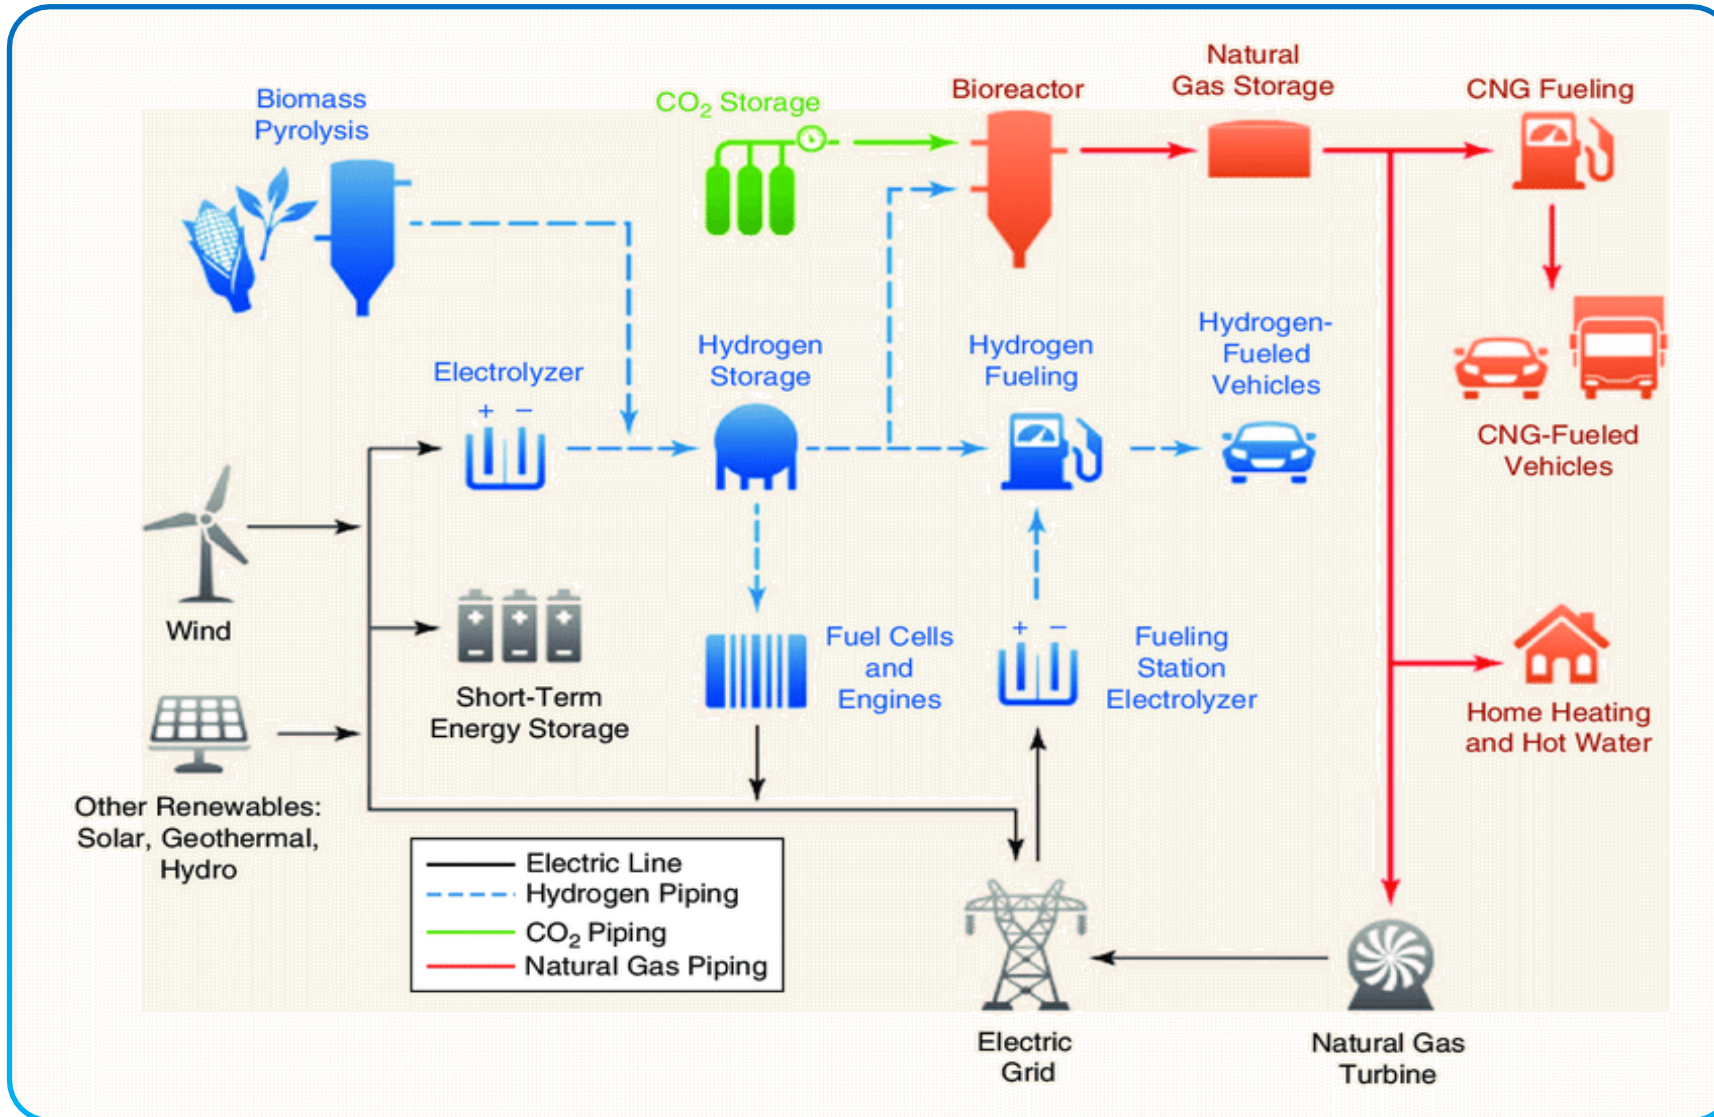 Biomass
Pyrolysis
CO₂ Storage
Bioreactor
Natural
Gas Storage
CNG Fueling
Electrolyzer
+ −
Hydrogen
Storage
Hydrogen
Fueling
Hydrogen-
Fueled
Vehicles
CNG-Fueled
Vehicles
Wind
Short-Term
Energy Storage
Fuel Cells
and
Engines
+ −
Fueling
Station
Electrolyzer
Home Heating
and Hot Water
Other Renewables:
Solar, Geothermal,
Hydro
Electric Line
Hydrogen Piping
CO₂ Piping
Natural Gas Piping
Electric
Grid
Natural Gas
Turbine